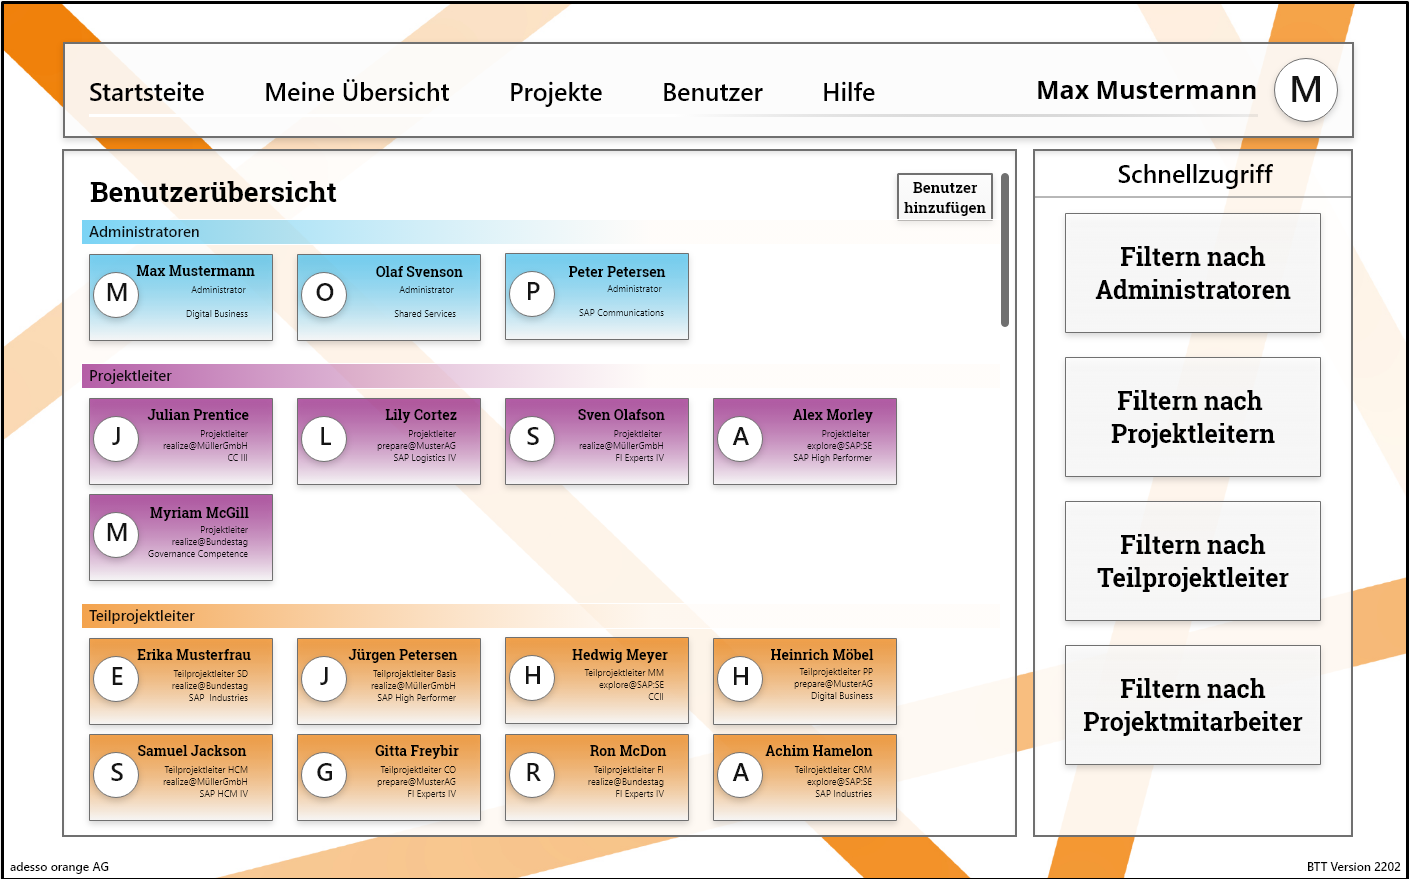 Startsteite Meine Übersicht Projekte Benutzer Hilfe Max Mustermann M
Benutzerübersicht
Benutzer
hinzufügen
Administratoren
M
Max Mustermann
Administrator
Digital Business
O
Olaf Svenson
Administrator
Shared Services
P
Peter Petersen
Administrator
SAP Communications
Projektleiter
J
Julian Prentice
Projektleiter
realize@MüllerGmbH
CC III
L
Lily Cortez
Projektleiter
prepare@MusterAG
SAP Logistics IV
S
Sven Olafson
Projektleiter
realize@MüllerGmbH
FI Experts IV
A
Alex Morley
Projektleiter
explore@SAP:SE
SAP High Performer
M
Myriam McGill
Projektleiter
realize@Bundestag
Governance Competence
Teilprojektleiter
E
Erika Musterfrau
Teilprojektleiter SD
realize@Bundestag
SAP Industries
J
Jürgen Petersen
Teilprojektleiter Basis
realize@MüllerGmbH
SAP High Performer
H
Hedwig Meyer
Teilprojektleiter MM
explore@SAP:SE
CCII
H
Heinrich Möbel
Teilprojektleiter PP
prepare@MusterAG
Digital Business
S
Samuel Jackson
Teilprojektleiter HCM
realize@MüllerGmbH
SAP HCM IV
G
Gitta Freybir
Teilprojektleiter CO
prepare@MusterAG
FI Experts IV
R
Ron McDon
Teilprojektleiter FI
realize@Bundestag
FI Experts IV
A
Achim Hamelon
Teilrojektleiter CRM
explore@SAP:SE
SAP Industries
Schnellzugriff
Filtern nach
Administratoren
Filtern nach
Projektleitern
Filtern nach
Teilprojektleiter
Filtern nach
Projektmitarbeiter
adesso orange AG
BTT Version 2202